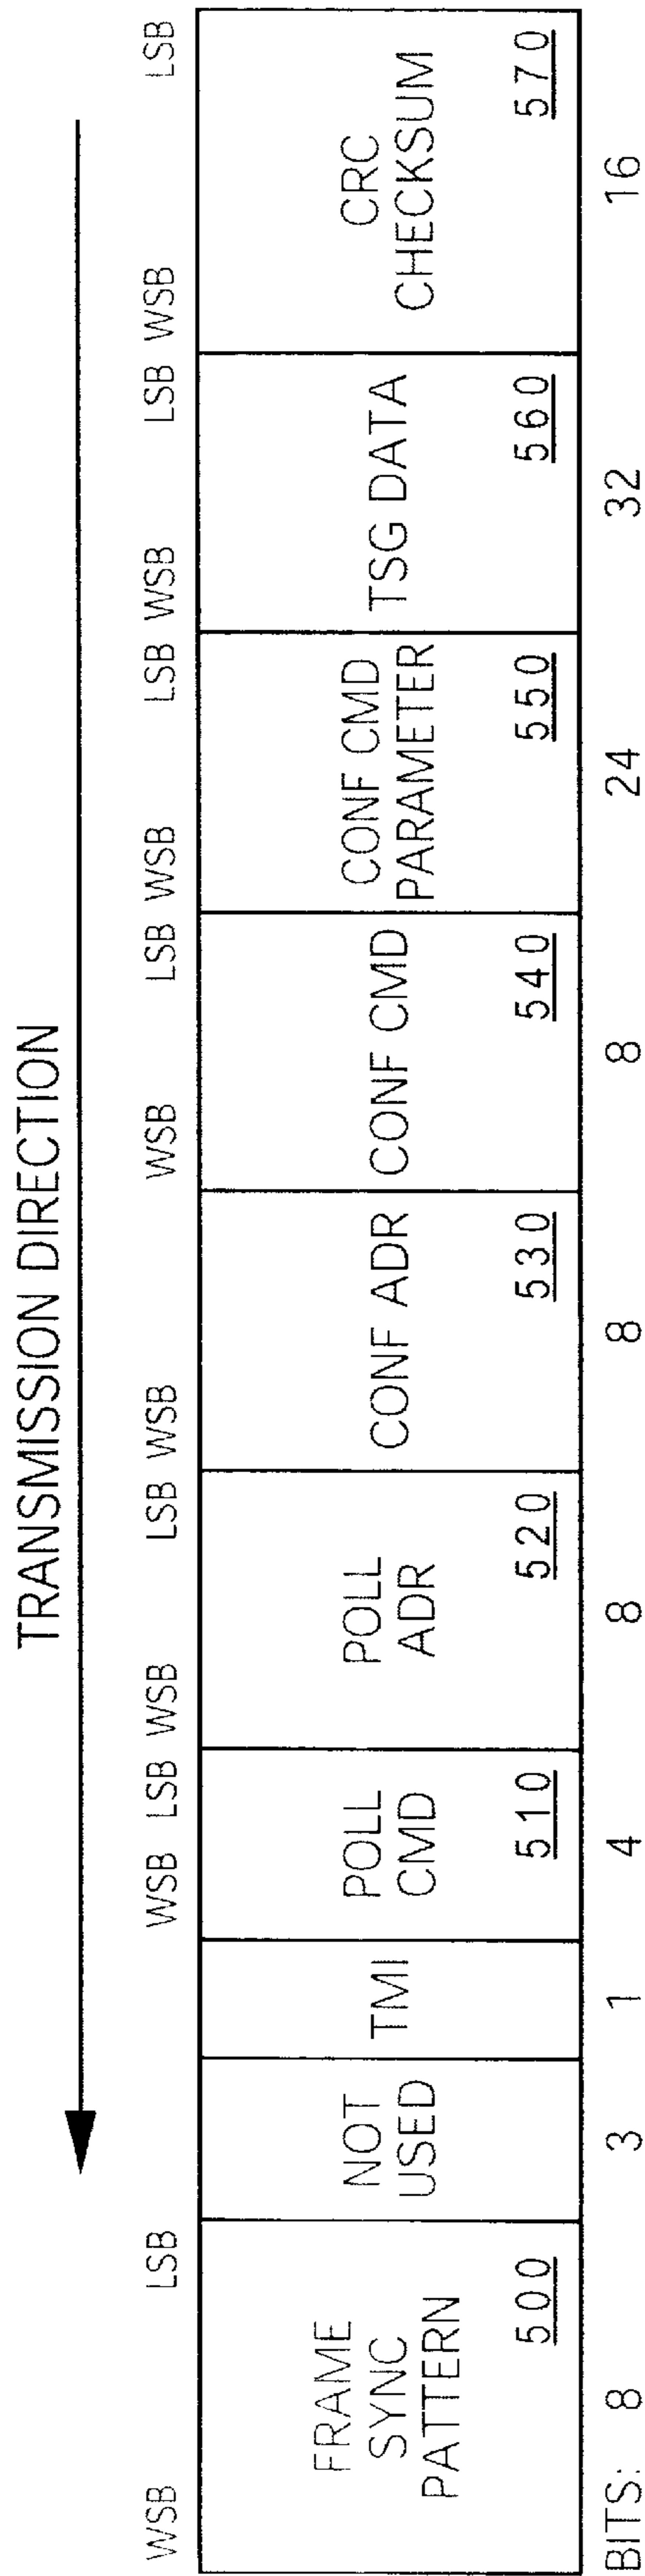 TRANSMISSION DIRECTION
WSB LSB WSB LSB WSB LSB WSB WSB LSB WSB LSB WSB LSB WSB LSB
FRAME
SYNC
PATTERN
500
NOT
USED
TMI
POLL
CMD
510
POLL
ADR
520
CONF ADR
530
CONF CMD
540
CONF CMD
PARAMETER
550
TSG DATA
560
CRC
CHECKSUM
570
BITS: 8 3 1 4 8 8 8 24 32 16